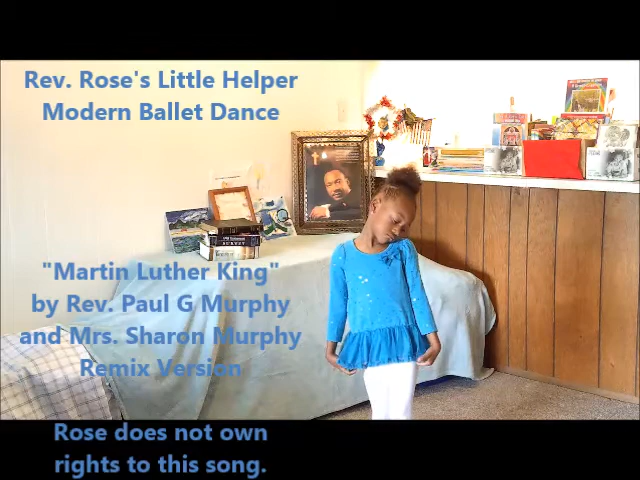 Rev. Rose's Little Helper
Modern Ballet Dance
"Martin Luther King"
by Rev. Paul G Murphy
and Mrs. Sharon Murphy
Remix Version
Rose does not own
rights to this song.